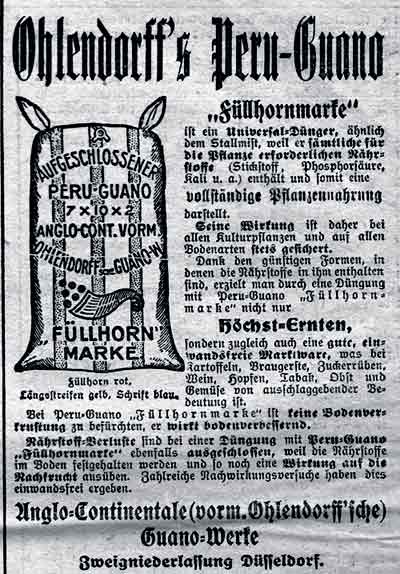 Ohlendorff's Peru-Guano
AUFGESCHLOSSENER
PERU-GUANO
7 x 10 x 2
ANGLO-CONT. VORM.
OHLENDORFF'SCHE GUANO-W.
"FÜLLHORN"
MARKE
Füllhorn rot,
Längsstreifen gelb, Schrift blau.
„Füllhornmarke“
ist ein Universal-Dünger, ähnlich
dem Stallmist, weil er sämtliche für
die Pflanze erforderlichen Nähr-
stoffe (Stickstoff, Phosphorsäure,
Kali u. a.) enthält und somit eine
vollständige Pflanzennahrung
darstellt.
Seine Wirkung ist daher bei
allen Kulturpflanzen und auf allen
Bodenarten stets gesichert.
Dank den günstigen Formen, in
denen die Nährstoffe in ihm enthalten
sind, erzielt man durch eine Düngung
mit Peru-Guano „Füllhorn-
marke“ nicht nur
Höchst-Ernten,
sondern zugleich auch eine gute, ein-
wandsfreie Marktware, was bei
Kartoffeln, Braugerste, Zuckerrüben,
Wein, Hopfen, Tabak, Obst und
Gemüse von ausschlaggebender Be-
deutung ist.
Bei Peru-Guano „Füllhornmarke“ ist keine Bodenver-
krustung zu befürchten, er wirkt bodenverbessernd.
Nährstoff-Verluste sind bei einer Düngung mit Peru-Guano
„Füllhornmarke“ ebenfalls ausgeschlossen, weil die Nährstoffe
im Boden festgehalten werden und so noch eine Wirkung auf die
Nachfrucht ausüben. Zahlreiche Nachwirkungsversuche haben dies
einwandsfrei ergeben.
Anglo-Continentale (vorm. Ohlendorff'sche)
Guano-Werke
Zweigniederlassung Düsseldorf.